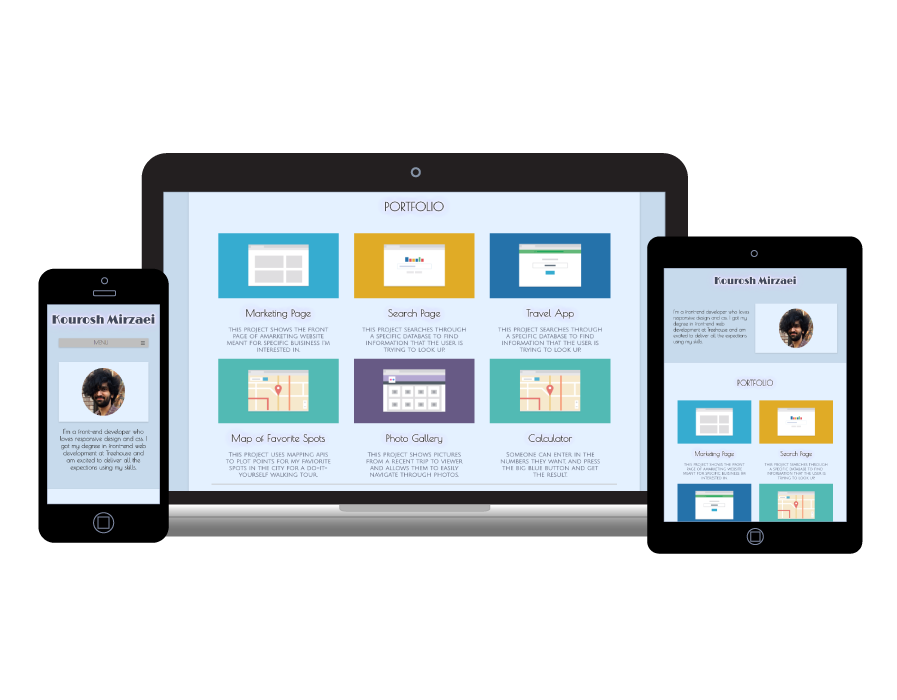 PORTFOLIO
Marketing Page
THIS PROJECT SHOWS THE FRONT
PAGE OF AMARKETING WEBSITE
MEANT FOR SPECIFIC BUISINESS I'M
INTERESTED IN.
Search Page
THIS PROJECT SEARCHES THROUGH
A SPECIFIC DATABASE TO FIND
INFORMATION THAT THE USER IS
TRYING TO LOOK UP
Travel App
THIS PROJECT SEARCHES THROUGH
A SPECIFIC DATABASE TO FIND
INFORMATION THAT THE USER IS
TRYING TO LOOK UP
Map of Favorite Spots
THIS PROJECT USES MAPPING APIS
TO PLOT POINTS FOR MY FAVIORITE
SPOTS IN THE CITY FOR A DO-IT-
YOURSELF WALKING TOUR.
Photo Gallery
THIS PROJECT SHOWS PICTURES
FROM A RECENT TRIP TO VIEWER
AND ALLOWS THEM TO EASILY
NAVIGATE THROUGH PHOTOS.
Calculator
SOMEONE CAN ENTER IN THE
NUMBERS THEY WANT, AND PRESS
THE BIG BLUE BUTTON AND GET
THE RESULT.
Kourosh Mirzaei
MENU
I'm a front-end developer who
loves responsive design and css. I
got my degree in front-end web
development at Treehouse and
am excited to deliver all the
expections using my skills.
Kourosh Mirzaei
I'm a front-end developer who loves
responsive design and css. I got my
degree in front-end web
development at Treehouse and am
excited to deliver all the expections
using my skills.
PORTFOLIO
Marketing Page
THIS PROJECT SHOWS THE FRONT
PAGE OF AMARKETING WEBSITE
MEANT FOR SPECIFIC BUISINESS I'M
INTERESTED IN.
Search Page
THIS PROJECT SEARCHES THROUGH
A SPECIFIC DATABASE TO FIND
INFORMATION THAT THE USER IS
TRYING TO LOOK UP